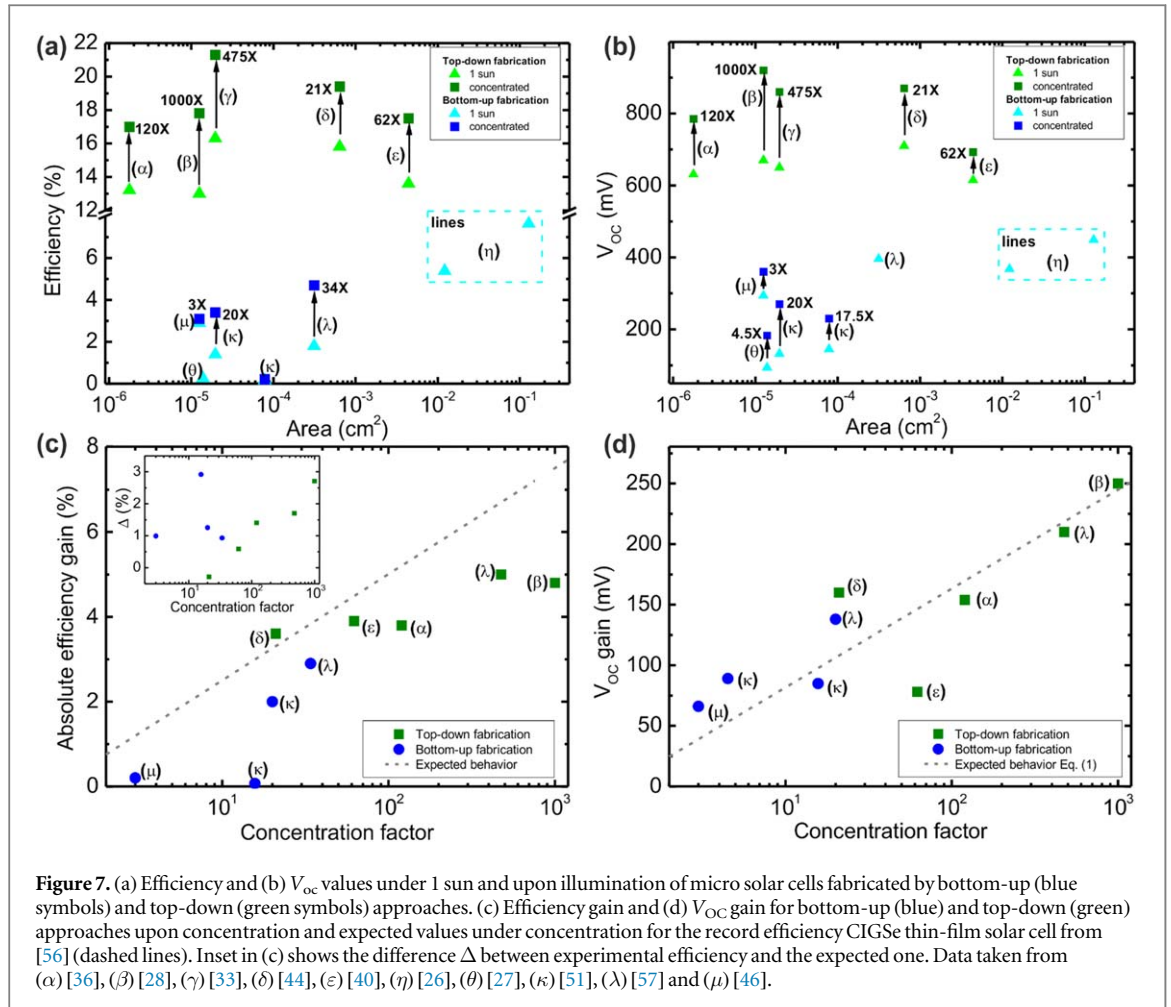 (a)
22
20
18
16
14
12
6
4
2
0
Efficiency (%)
120X
(α)
1000X
(β)
475X
(γ)
21X
(δ)
62X
(ε)
Top-down fabrication
1 sun
concentrated
Bottom-up fabrication
1 sun
concentrated
lines
(η)
3X
(μ)
20X
(κ)
(θ)
(κ)
34X
(λ)
10⁻⁶ 10⁻⁵ 10⁻⁴ 10⁻³ 10⁻² 10⁻¹
Area (cm²)
(b)
800
600
400
200
V_OC (mV)
120X
(α)
1000X
(β)
475X
(γ)
21X
(δ)
62X
(ε)
Top-down fabrication
1 sun
concentrated
Bottom-up fabrication
1 sun
concentrated
lines
(η)
(λ)
3X
(μ)
20X
(κ)
17.5X
(κ)
4.5X
(θ)
10⁻⁶ 10⁻⁵ 10⁻⁴ 10⁻³ 10⁻² 10⁻¹
Area (cm²)
(c)
8
6
4
2
0
Absolute efficiency gain (%)
3
2
1
0
Δ (%)
10¹ 10² 10³
Concentration factor
(λ)
(β)
(δ)
(ε)
(α)
(λ)
(κ)
(μ)
(κ)
Top-down fabrication
Bottom-up fabrication
Expected behavior
10¹ 10² 10³
Concentration factor
(d)
250
200
150
100
50
0
V_OC gain (mV)
(β)
(λ)
(δ)
(α)
(λ)
(κ)
(κ)
(ε)
(μ)
Top-down fabrication
Bottom-up fabrication
Expected behavior Eq. (1)
10¹ 10² 10³
Concentration factor
Figure 7. (a) Efficiency and (b) V_oc values under 1 sun and upon illumination of micro solar cells fabricated by bottom-up (blue
symbols) and top-down (green symbols) approaches. (c) Efficiency gain and (d) V_OC gain for bottom-up (blue) and top-down (green)
approaches upon concentration and expected values under concentration for the record efficiency CIGSe thin-film solar cell from
[56] (dashed lines). Inset in (c) shows the difference Δ between experimental efficiency and the expected one. Data taken from
(α) [36], (β) [28], (γ) [33], (δ) [44], (ε) [40], (η) [26], (θ) [27], (κ) [51], (λ) [57] and (μ) [46].